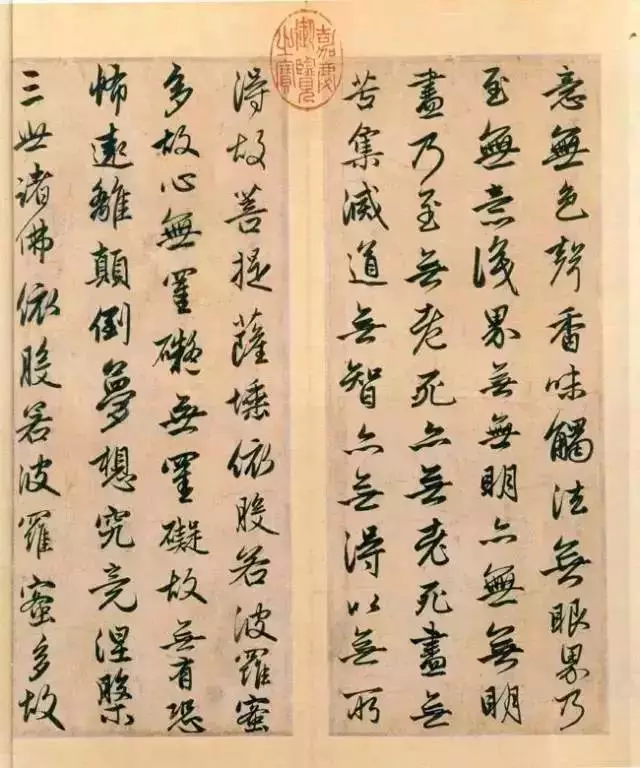 嘉慶御覽之寶
意無色聲香味觸法無眼界乃
至無意識界無無明亦無無明
盡乃至無老死亦無老死盡無
苦集滅道無智亦無得以無所
得故菩提薩埵依般若波羅蜜
多故心無罣礙無罣礙故無有恐
怖遠離顛倒夢想究竟涅槃
三世諸佛依般若波羅蜜多故